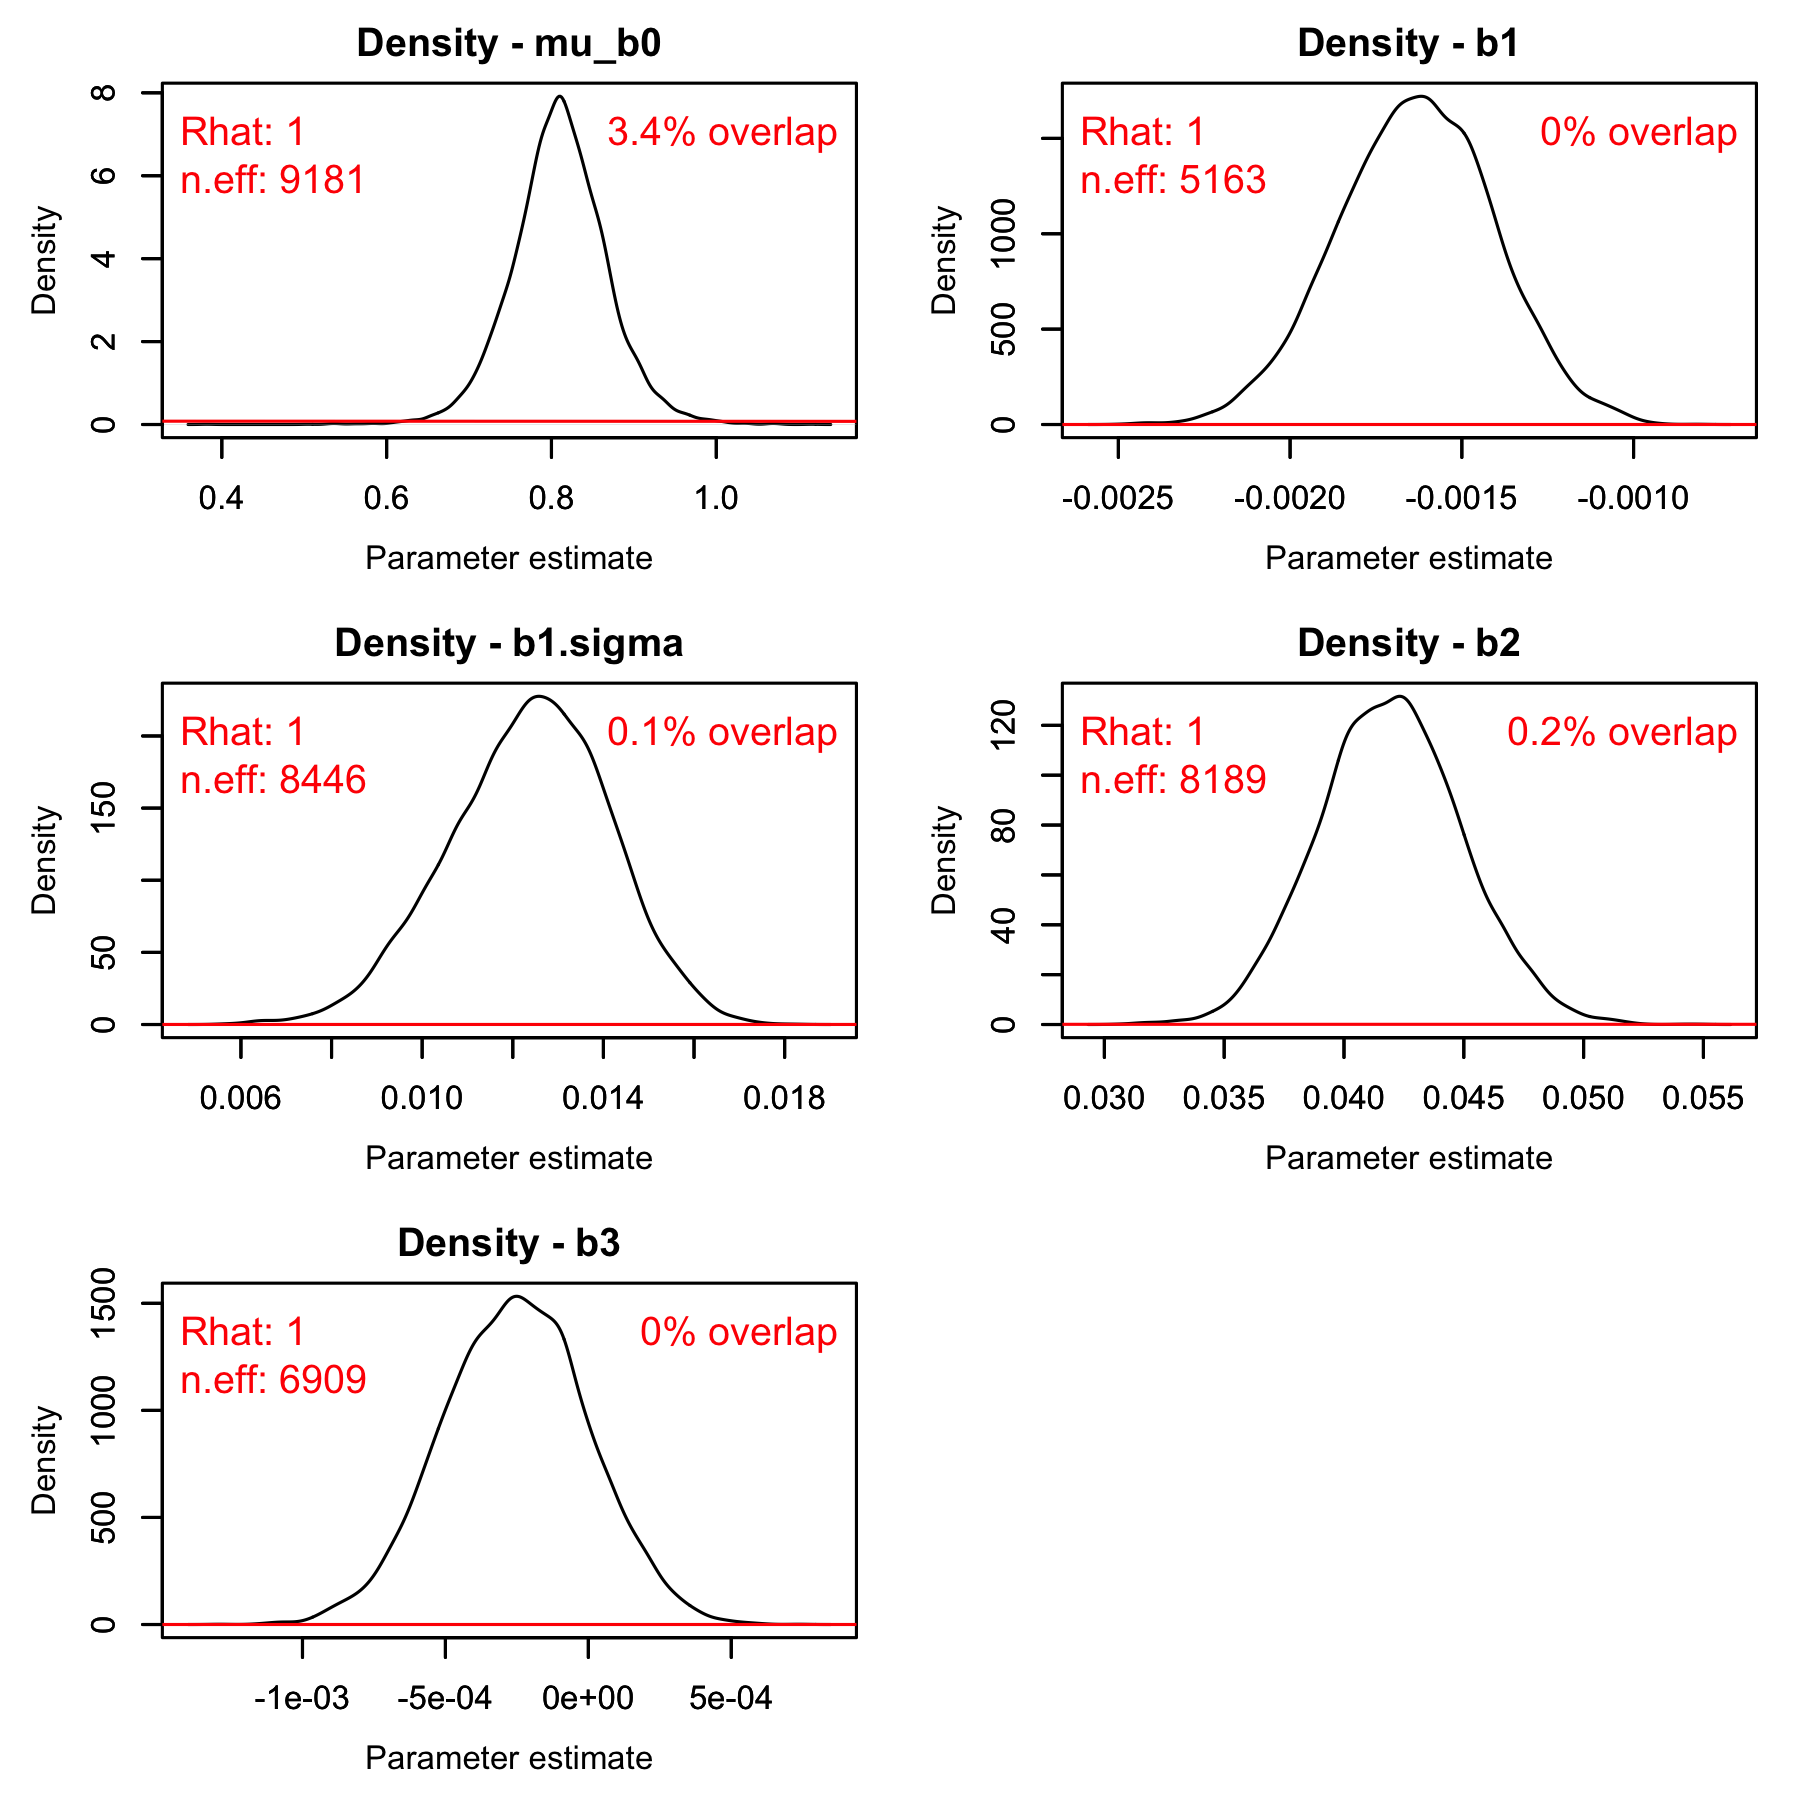 Density - mu_b0
Rhat: 1
n.eff: 9181
3.4% overlap
Density
0 2 4 6 8
0.4 0.6 0.8 1.0
Parameter estimate
Density - b1
Rhat: 1
n.eff: 5163
0% overlap
Density
0 500 1000
-0.0025 -0.0020 -0.0015 -0.0010
Parameter estimate
Density - b1.sigma
Rhat: 1
n.eff: 8446
0.1% overlap
Density
0 50 150
0.006 0.010 0.014 0.018
Parameter estimate
Density - b2
Rhat: 1
n.eff: 8189
0.2% overlap
Density
0 40 80 120
0.030 0.035 0.040 0.045 0.050 0.055
Parameter estimate
Density - b3
Rhat: 1
n.eff: 6909
0% overlap
Density
0 500 1000 1500
-1e-03 -5e-04 0e+00 5e-04
Parameter estimate